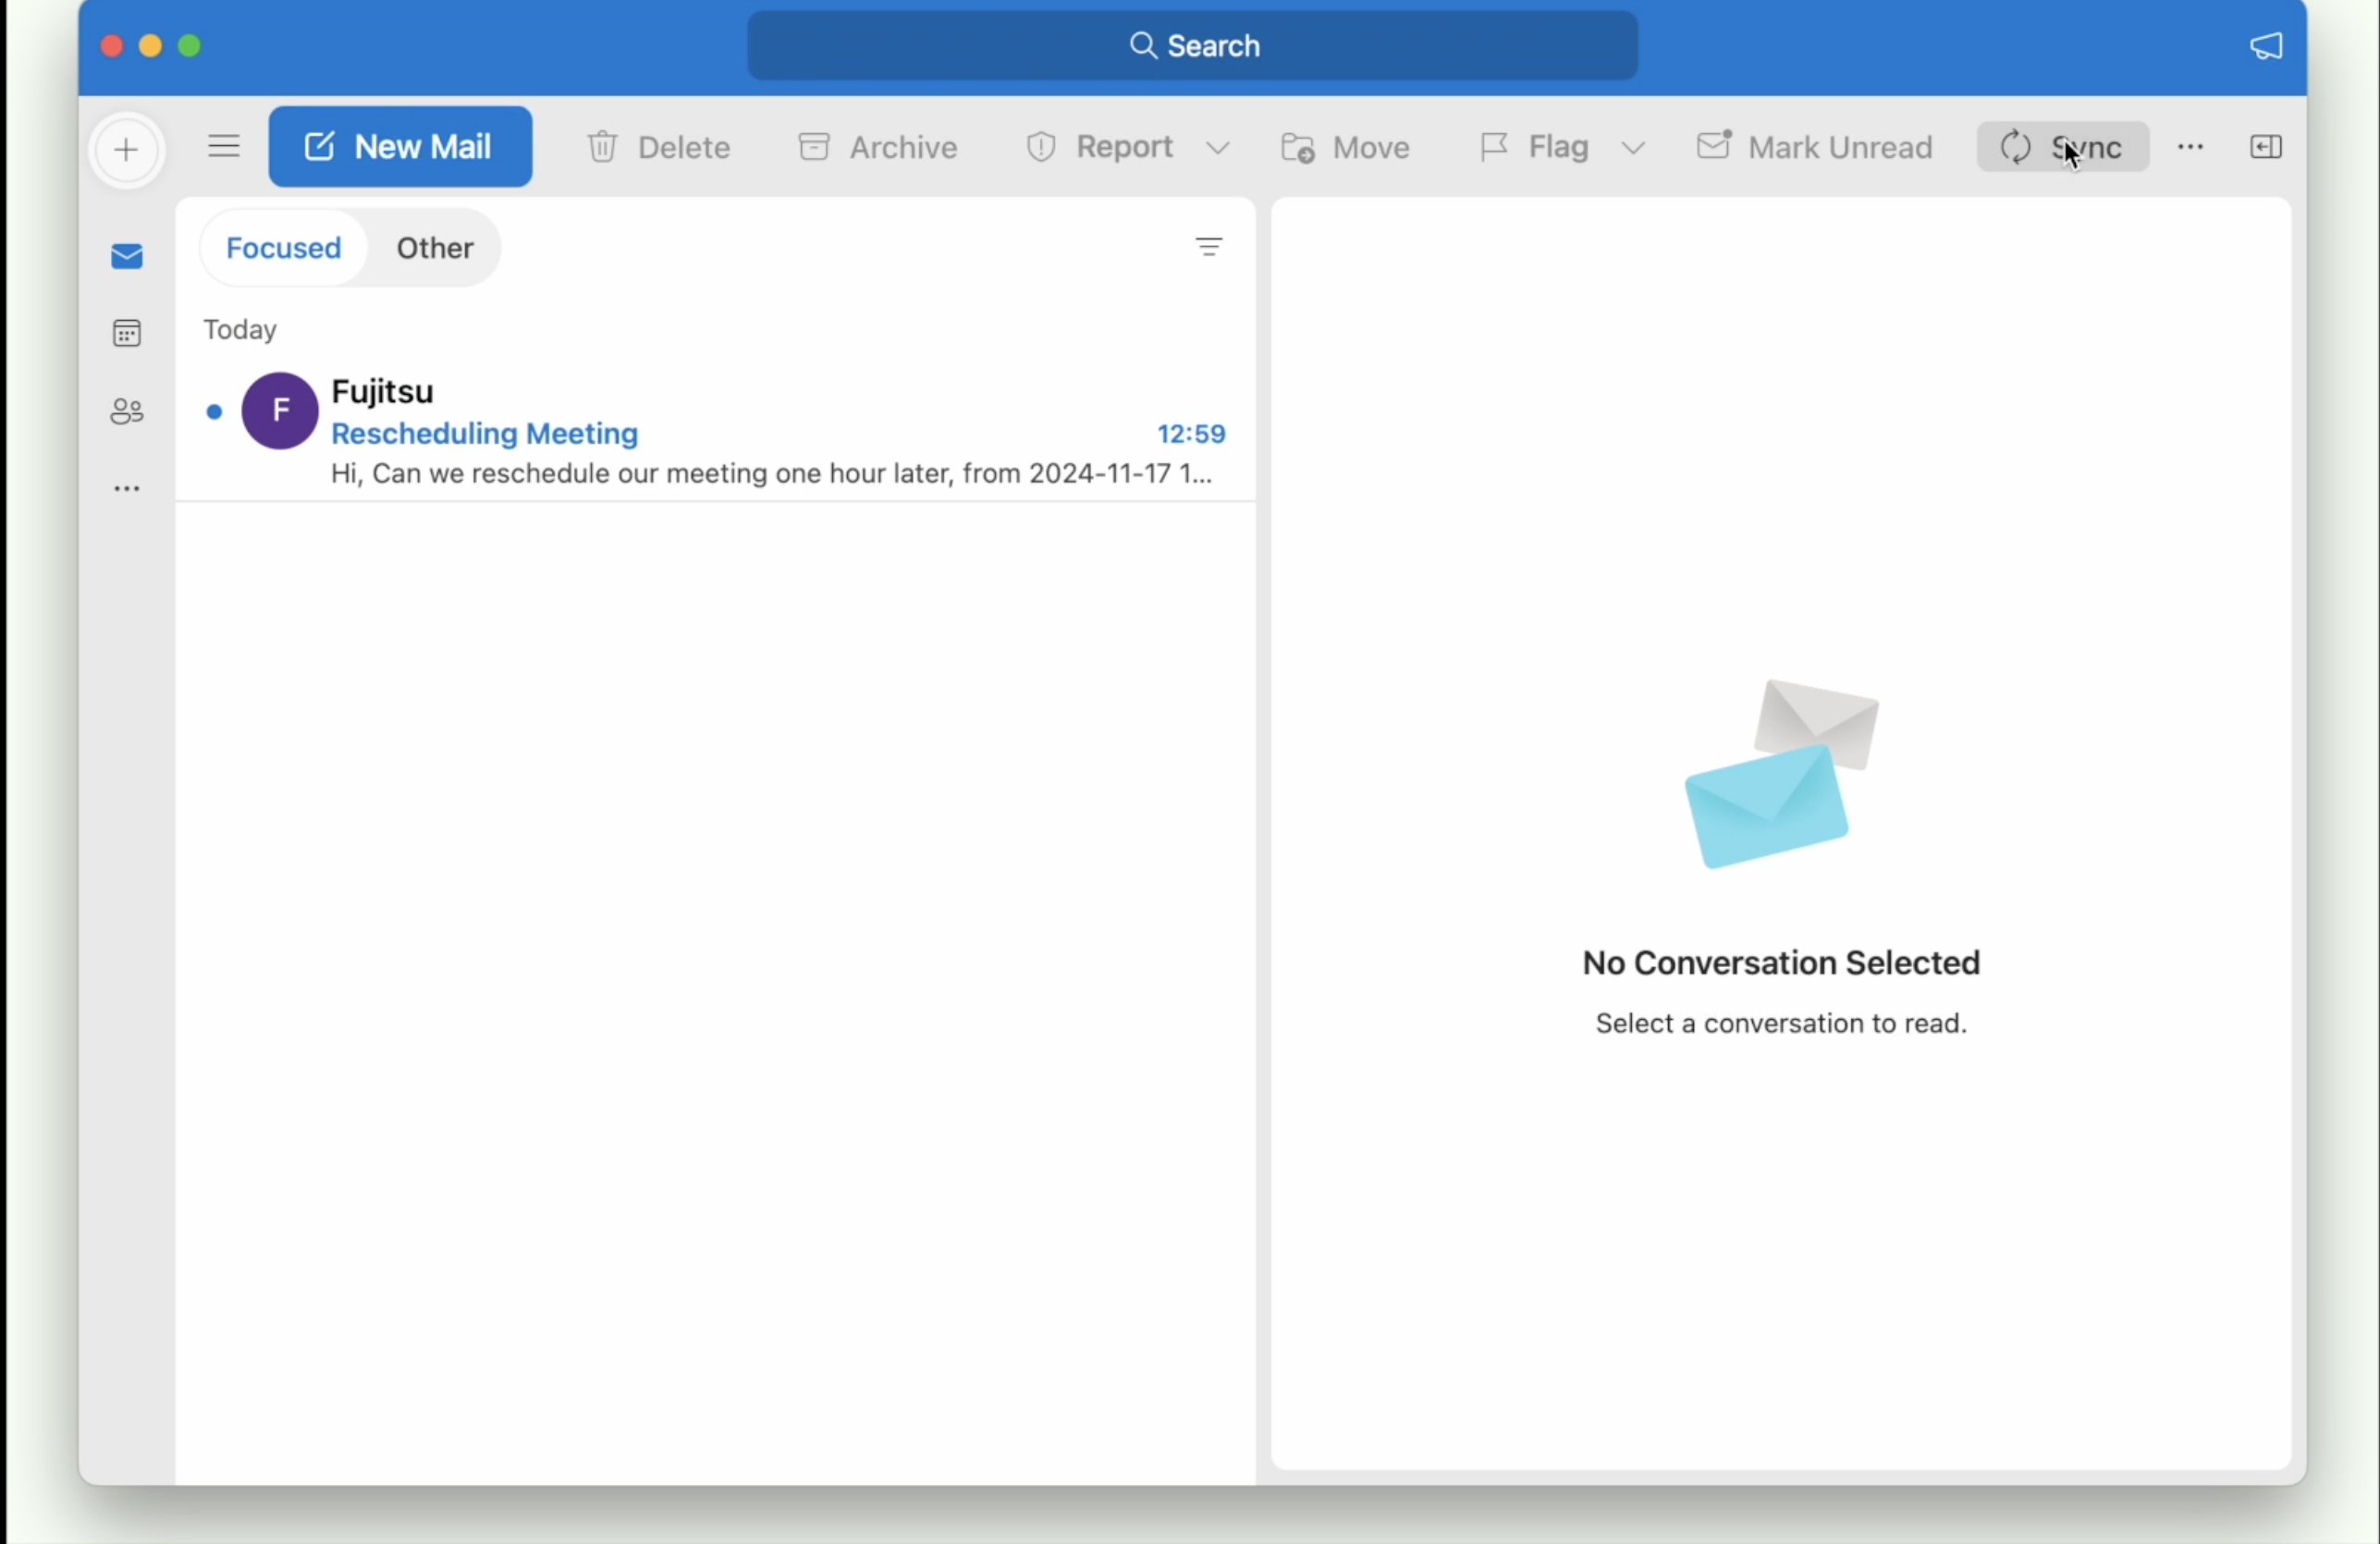 Search
New Mail Delete Archive Report Move Flag Mark Unread Sync
Focused Other
Today
F
Fujitsu
Rescheduling Meeting 12:59
Hi, Can we reschedule our meeting one hour later, from 2024-11-17 1...
No Conversation Selected
Select a conversation to read.